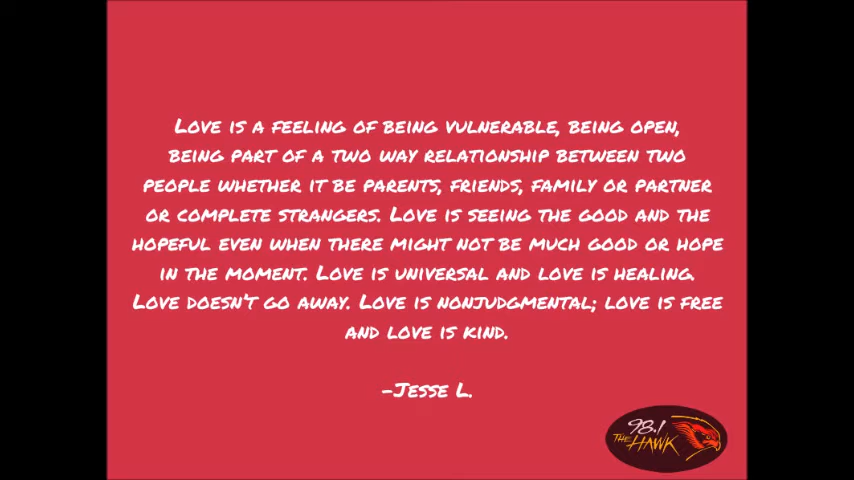 Love is a feeling of being vulnerable, being open,
being part of a two way relationship between two
people whether it be parents, friends, family or partner
or complete strangers. Love is seeing the good and the
hopeful even when there might not be much good or hope
in the moment. Love is universal and love is healing.
Love doesn't go away. Love is nonjudgmental; love is free
and love is kind.
-Jesse L.
98.1
THE HAWK